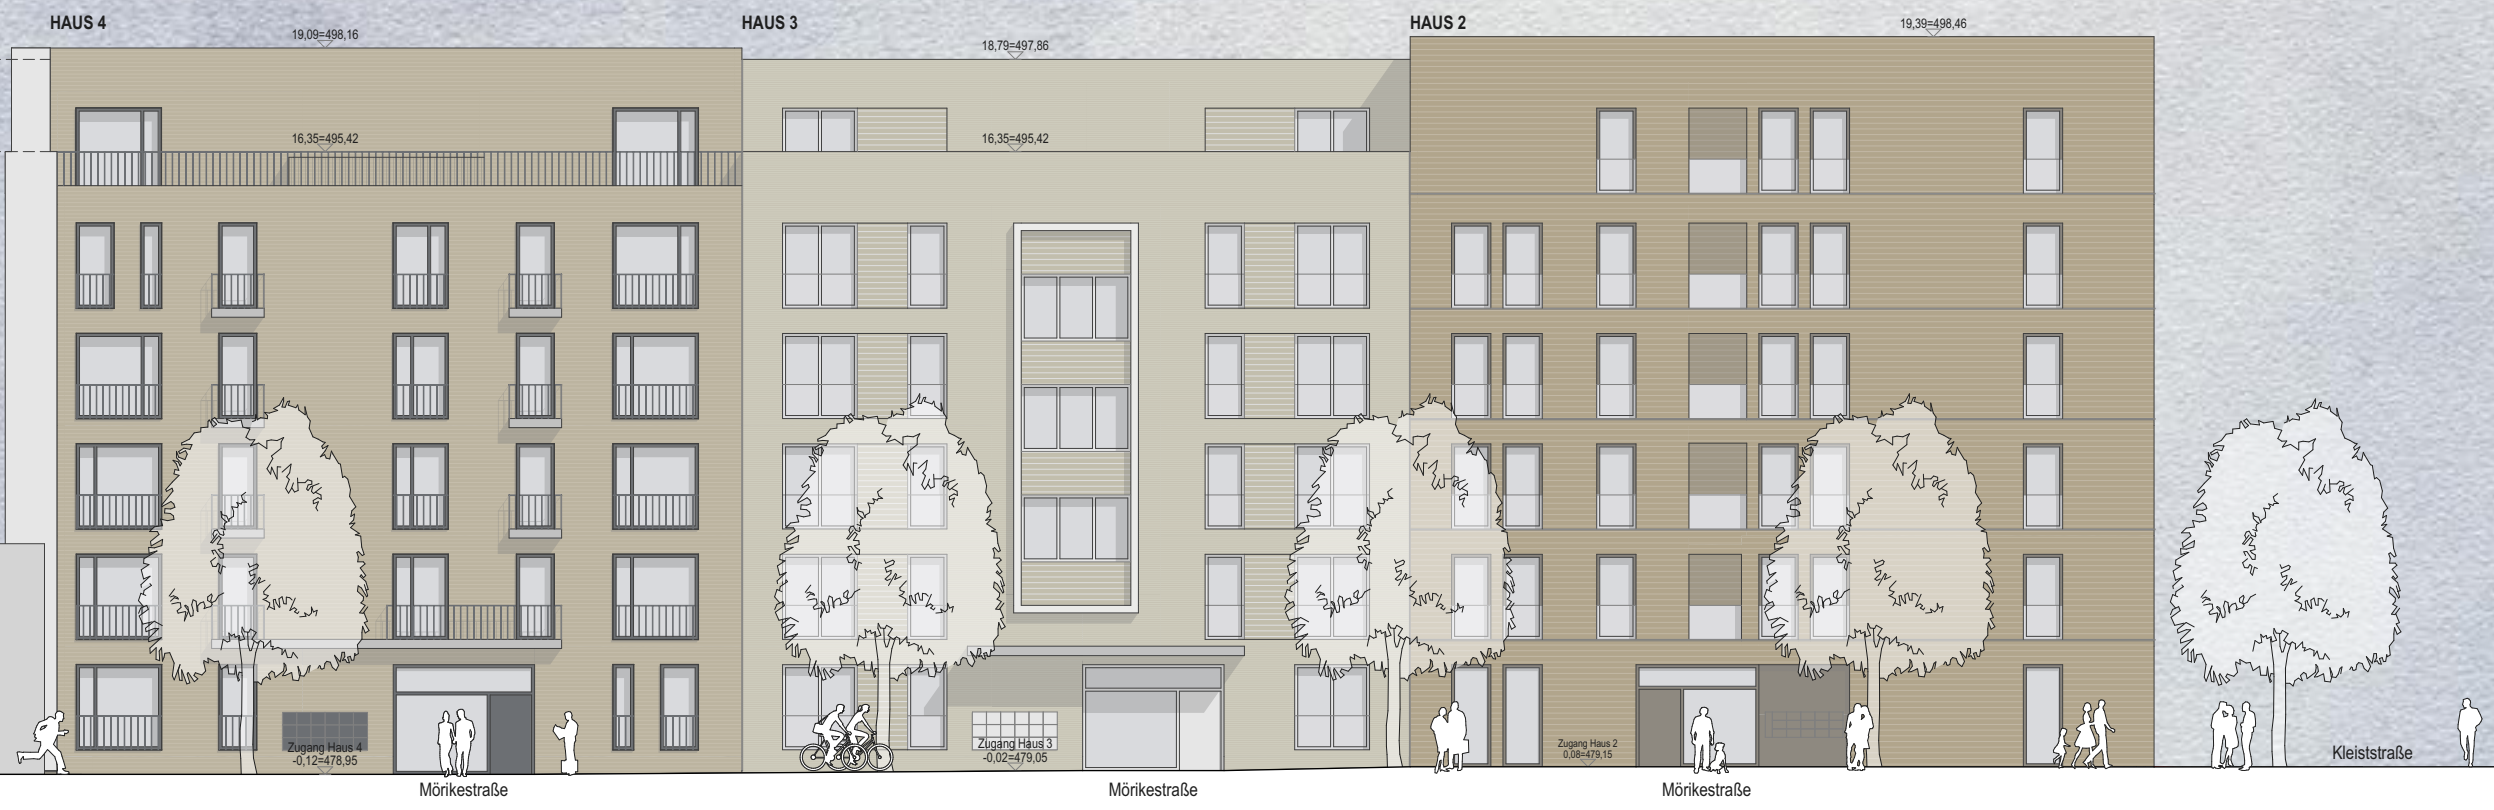 HAUS 4
HAUS 3
HAUS 2
19,39=498,46
19,09=498,16
18,79=497,86
16,35=495,42
16,35=495,42
Zugang Haus 4
-0,12=478,95
Zugang Haus 3
-0,02=479,05
Zugang Haus 2
0,08=479,15
Kleiststraße
Mörikestraße
Mörikestraße
Mörikestraße